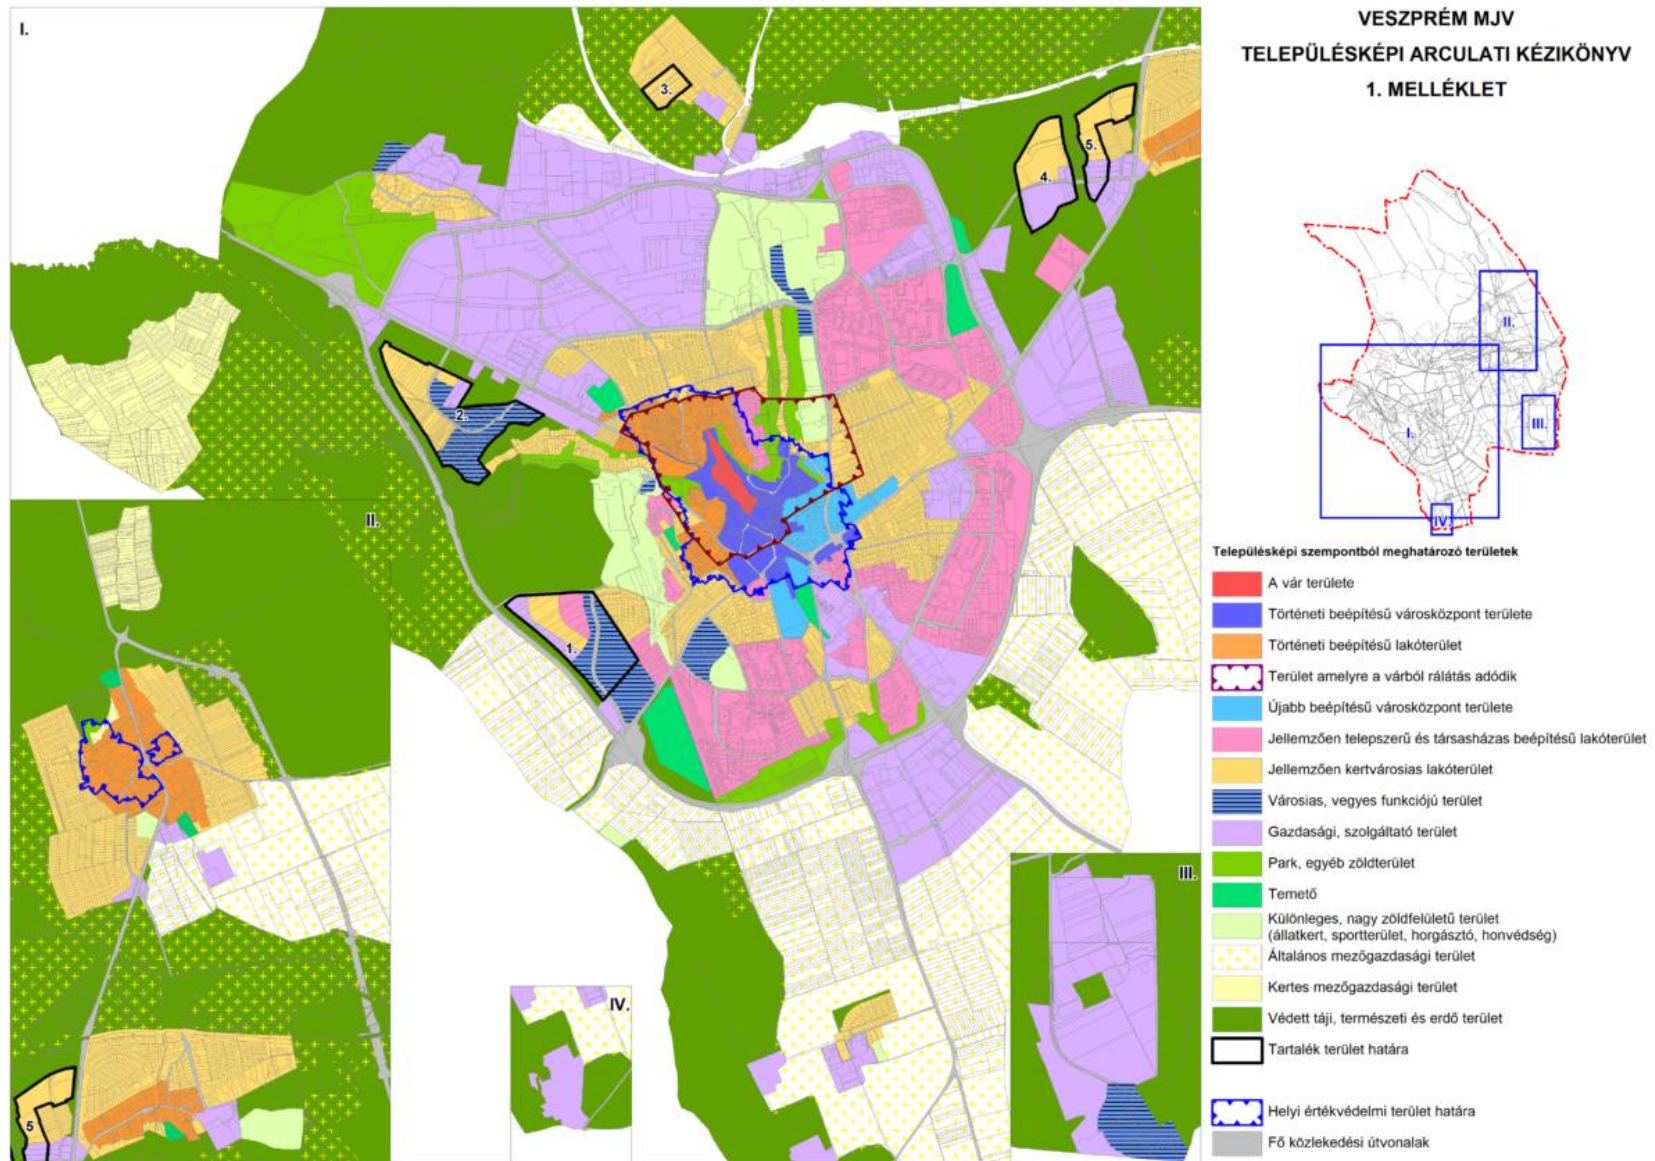 VESZPRÉM MJV
TELEPÜLÉSKÉPI ARCULATI KÉZIKÖNYV
1. MELLÉKLET
I.
3.
5.
4.
2.
1.
II.
5
IV.
III.
II.
III.
I.
IV.
Településképi szempontból meghatározó területek
A vár területe
Történeti beépítésű városközpont területe
Történeti beépítésű lakóterület
Terület amelyre a várból rálátás adódik
Újabb beépítésű városközpont területe
Jellemzően telepszerű és társasházas beépítésű lakóterület
Jellemzően kertvárosias lakóterület
Városias, vegyes funkciójú terület
Gazdasági, szolgáltató terület
Park, egyéb zöldterület
Temető
Különleges, nagy zöldfelületű terület
(állatkert, sportterület, horgásztó, honvédség)
Általános mezőgazdasági terület
Kertes mezőgazdasági terület
Védett táji, természeti és erdő terület
Tartalék terület határa
Helyi értékvédelmi terület határa
Fő közlekedési útvonalak